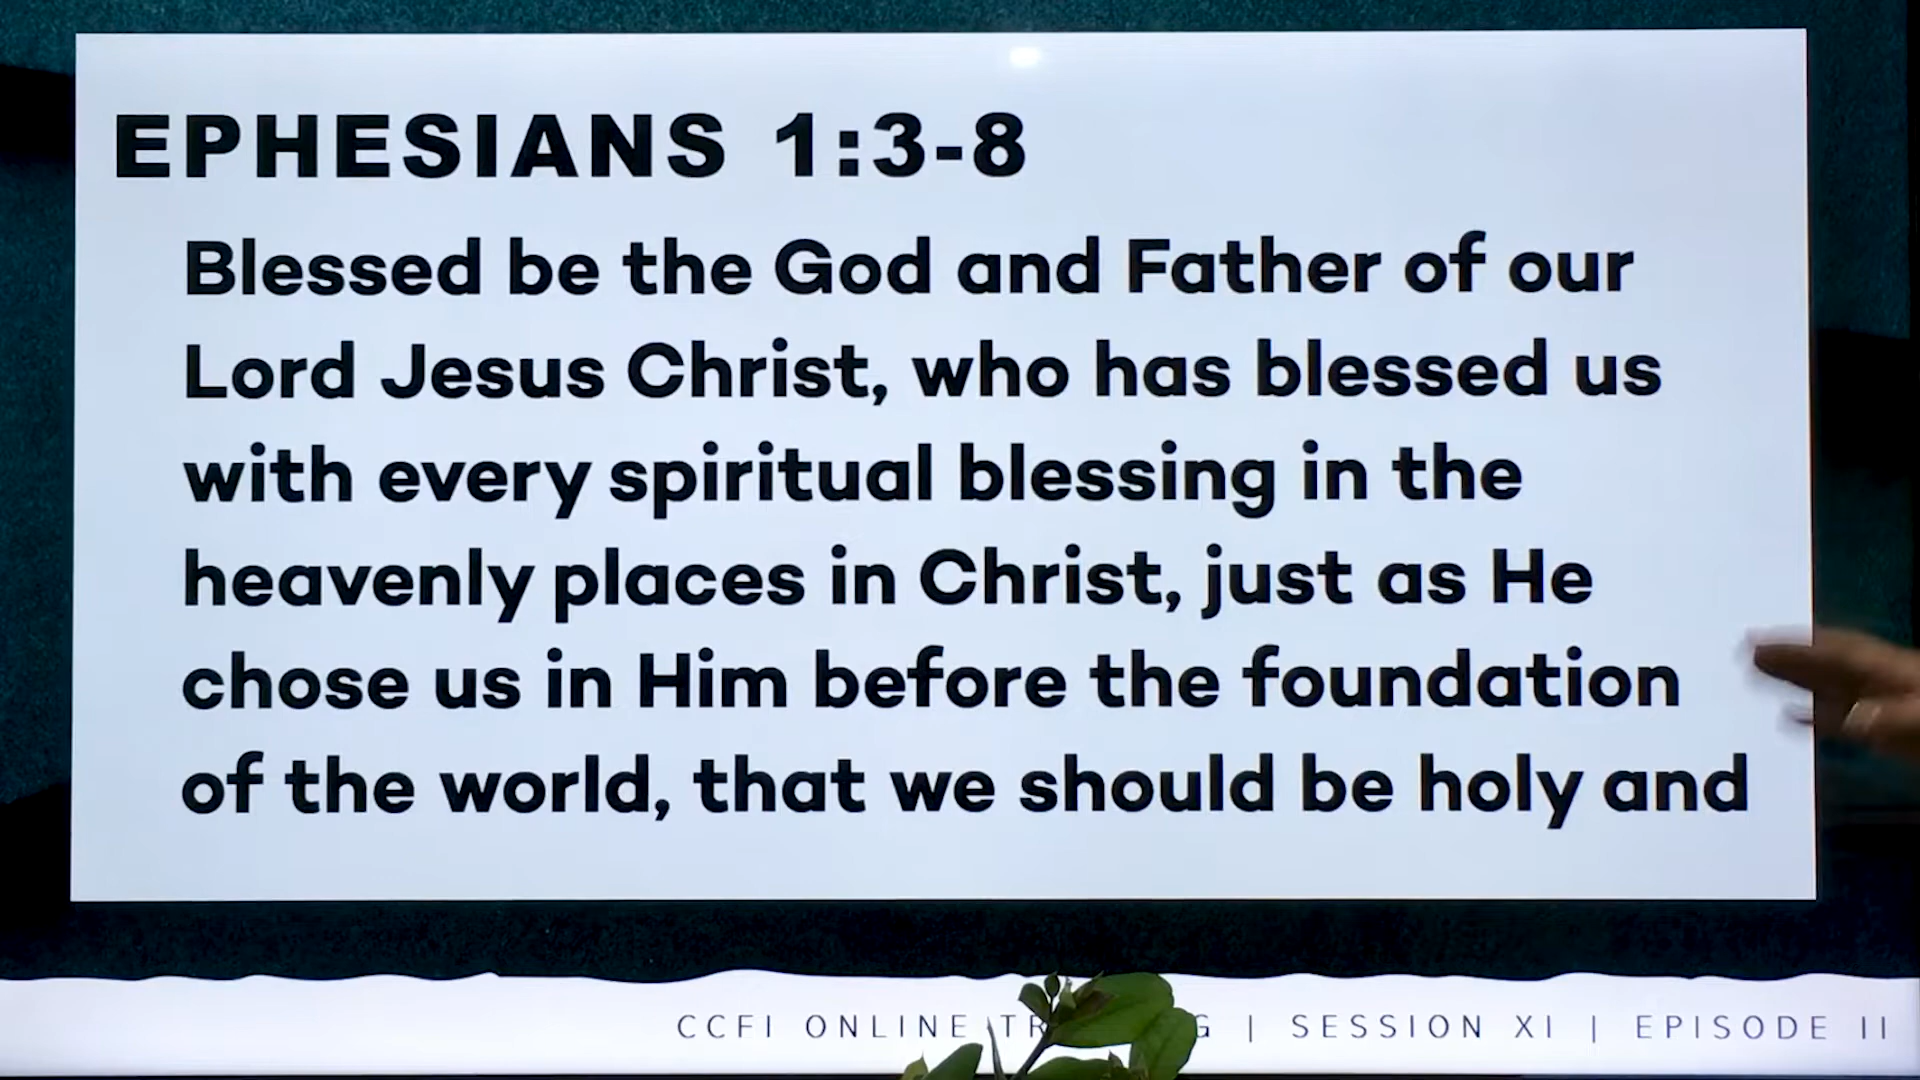 EPHESIANS 1:3-8
Blessed be the God and Father of our
Lord Jesus Christ, who has blessed us
with every spiritual blessing in the
heavenly places in Christ, just as He
chose us in Him before the foundation
of the world, that we should be holy and
CCFI ONLINE | SESSION XI | EPISODE II